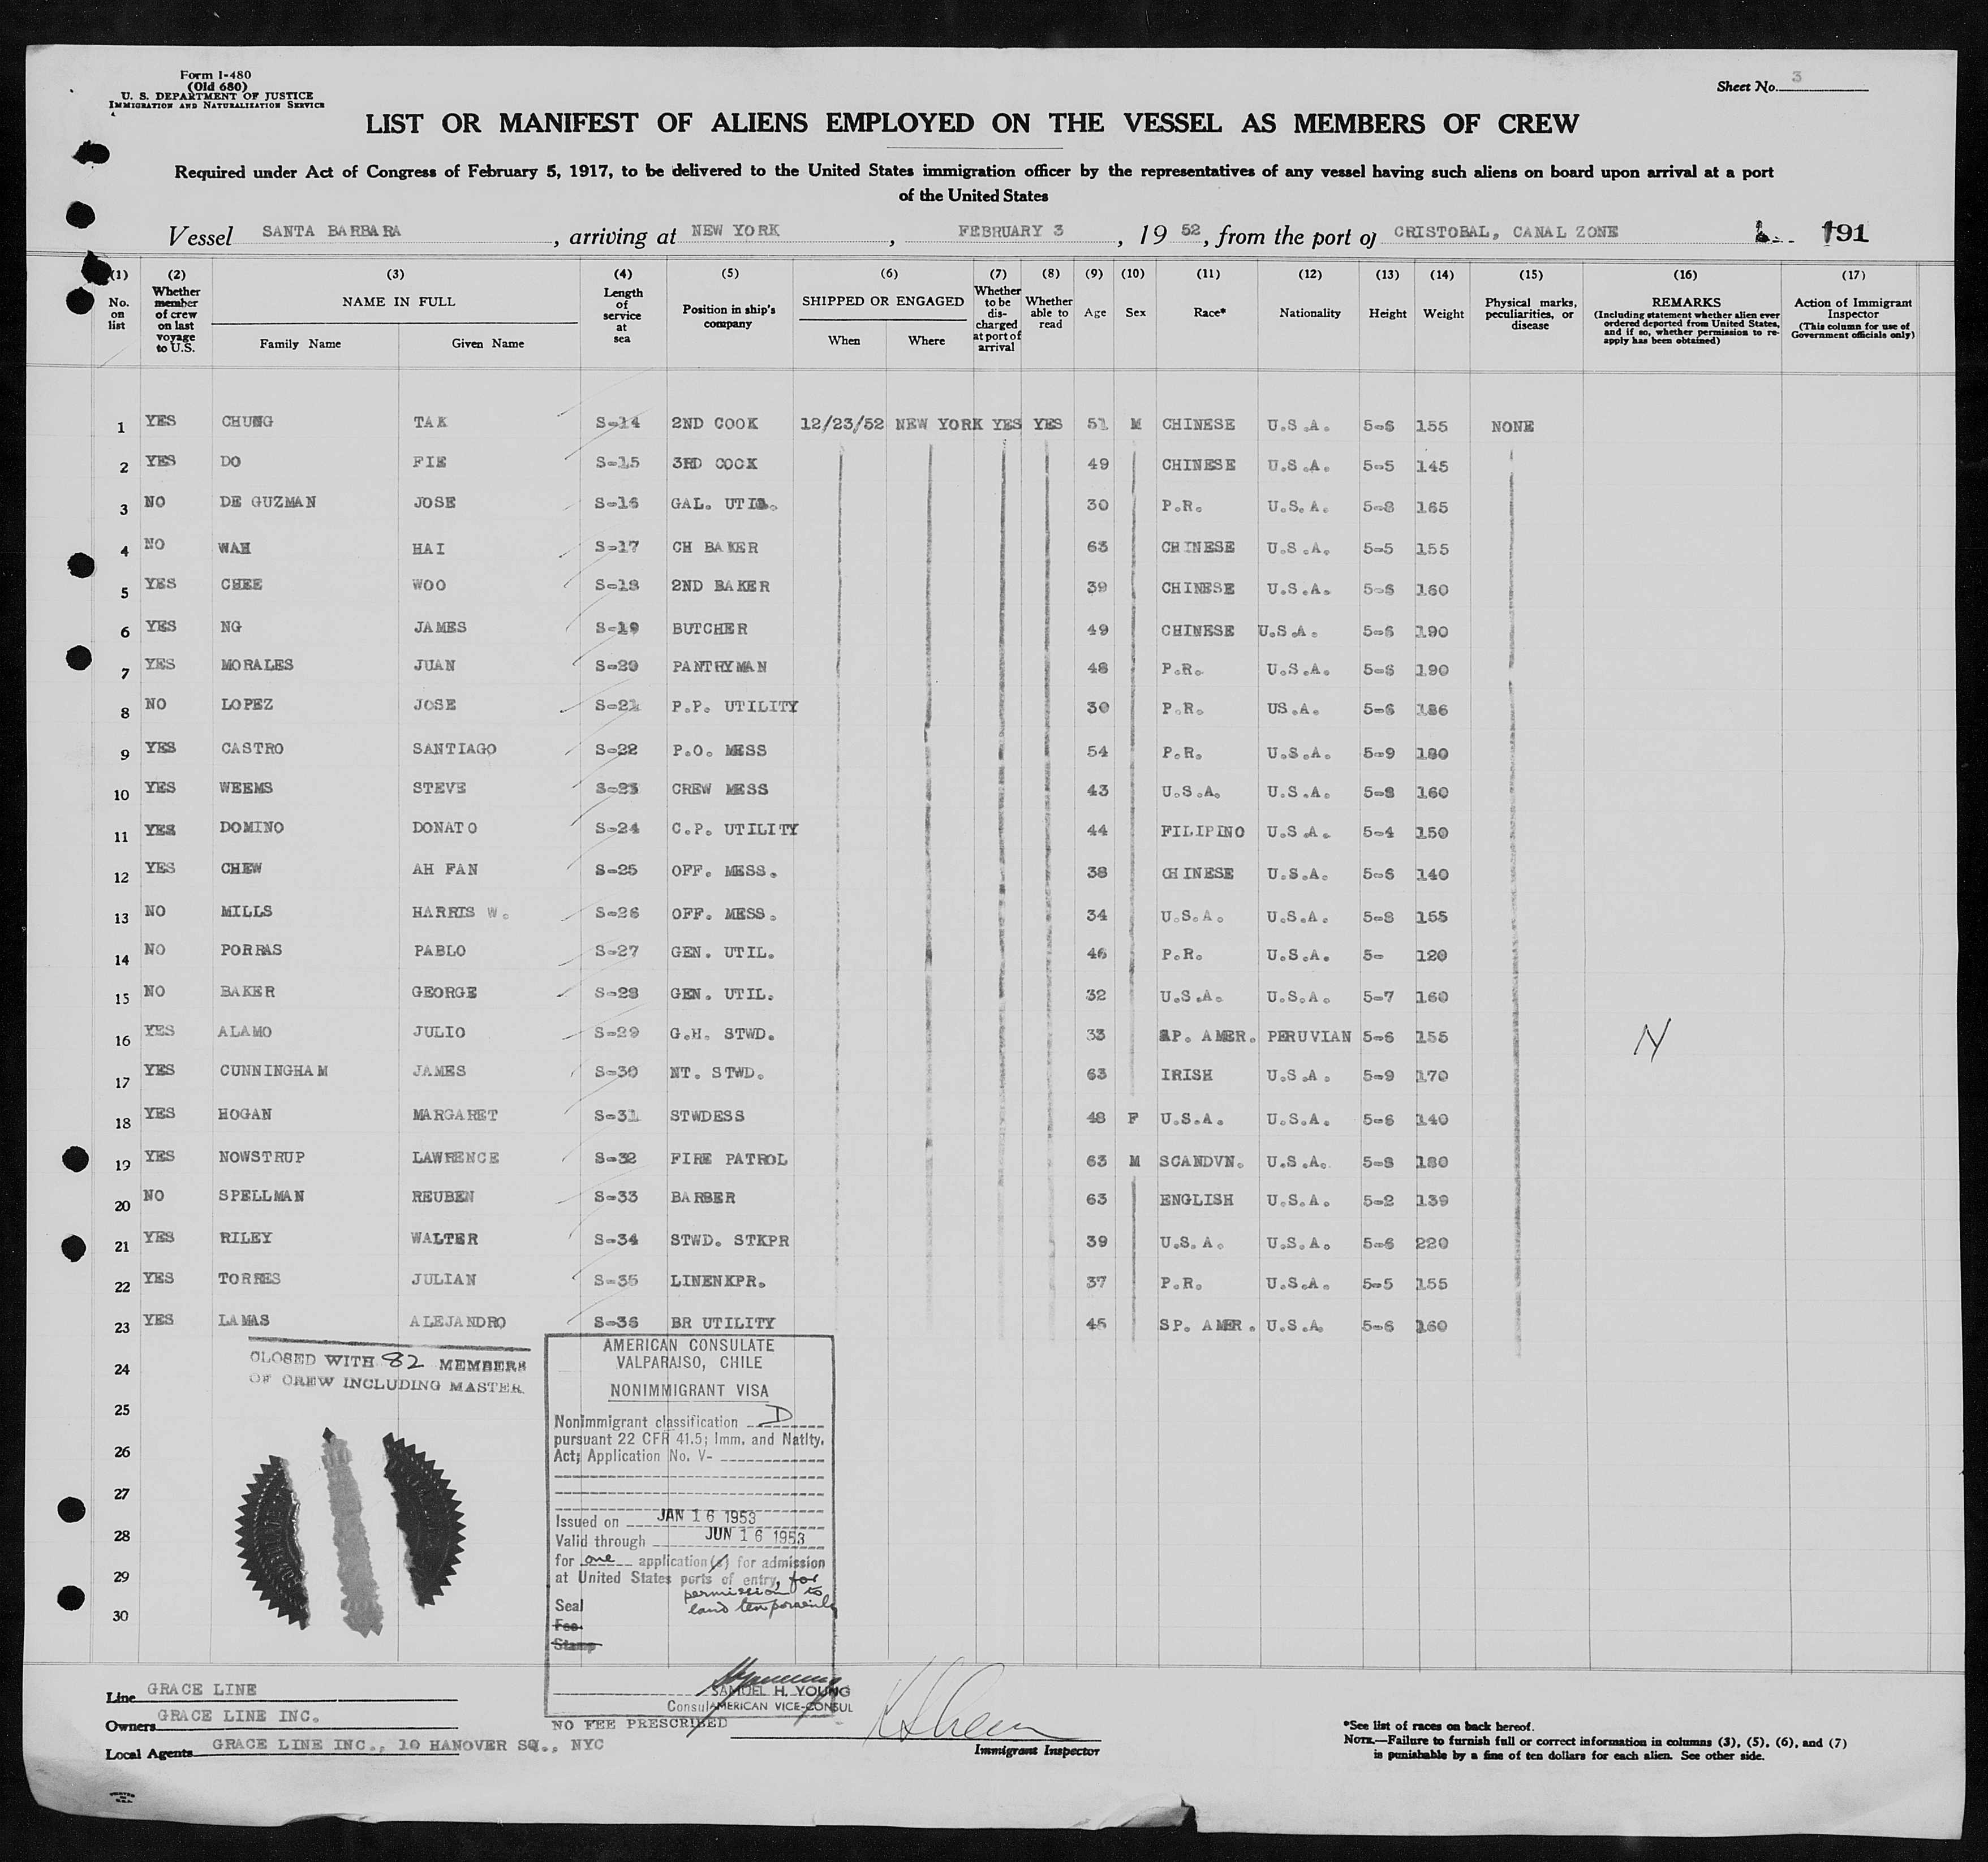 Form I-480
(Old 680)
U. S. DEPARTMENT OF JUSTICE
IMMIGRATION AND NATURALIZATION SERVICE
Sheet No. 3
LIST OR MANIFEST OF ALIENS EMPLOYED ON THE VESSEL AS MEMBERS OF CREW
Required under Act of Congress of February 5, 1917, to be delivered to the United States immigration officer by the representatives of any vessel having such aliens on board upon arrival at a port
of the United States
Vessel SANTA BARBARA, arriving at NEW YORK, FEBRUARY 3, 19 52, from the port of CRISTOBAL, CANAL ZONE 191
(1) No. on list
(2) Whether member of crew on last voyage to U.S.
(3) NAME IN FULL Family Name Given Name
(4) Length of service at sea
(5) Position in ship's company
(6) SHIPPED OR ENGAGED When Where
(7) Whether to be discharged at port of arrival
(8) Whether able to read
(9) Age
(10) Sex
(11) Race*
(12) Nationality
(13) Height
(14) Weight
(15) Physical marks, peculiarities, or disease
(16) REMARKS (Including statement whether alien ever ordered deported from United States, and if so, whether permission to re-apply has been obtained)
(17) Action of Immigrant Inspector (This column for use of Government officials only)
1 YES CHUNG TAK S-14 2ND COOK 12/23/52 NEW YORK YES YES 51 M CHINESE U.S.A. 5-6 155 NONE
2 YES DO FIE S-15 3RD COOK 49 CHINESE U.S.A. 5-5 145
3 NO DE GUZMAN JOSE S-16 GAL. UTIL. 30 P.R. U.S.A. 5-8 165
4 NO WAH HAI S-17 CH BAKER 63 CHINESE U.S.A. 5-5 155
5 YES CHEE WOO S-18 2ND BAKER 39 CHINESE U.S.A. 5-6 160
6 YES NG JAMES S-19 BUTCHER 49 CHINESE U.S.A. 5-6 190
7 YES MORALES JUAN S-20 PANTRYMAN 48 P.R. U.S.A. 5-6 190
8 NO LOPEZ JOSE S-21 P.P. UTILITY 30 P.R. US.A. 5-6 186
9 YES CASTRO SANTIAGO S-22 P.O. MESS 54 P.R. U.S.A. 5-9 180
10 YES WEEMS STEVE S-23 CREW MESS 43 U.S.A. U.S.A. 5-8 160
11 YES DOMINO DONATO S-24 C.P. UTILITY 44 FILIPINO U.S.A. 5-4 150
12 YES CHEW AH FAN S-25 OFF. MESS. 38 CHINESE U.S.A. 5-6 140
13 NO MILLS HARRIS W. S-26 OFF. MESS. 34 U.S.A. U.S.A. 5-8 155
14 NO PORRAS PABLO S-27 GEN. UTIL. 46 P.R. U.S.A. 5- 120
15 NO BAKER GEORGE S-28 GEN. UTIL. 32 U.S.A. U.S.A. 5-7 160
16 YES ALAMO JULIO S-29 G.H. STWD. 33 SP. AMER. PERUVIAN 5-6 155 N
17 YES CUNNINGHAM JAMES S-30 NT. STWD. 63 IRISH U.S.A. 5-9 170
18 YES HOGAN MARGARET S-31 STWDESS 48 F U.S.A. U.S.A. 5-6 140
19 YES NOWSTRUP LAWRENCE S-32 FIRE PATROL 63 M SCANDVN. U.S.A. 5-8 180
20 NO SPELLMAN REUBEN S-33 BARBER 63 ENGLISH U.S.A. 5-2 139
21 YES RILEY WALTER S-34 STWD. STKPR 39 U.S.A. U.S.A. 5-6 220
22 YES TORRES JULIAN S-35 LINENKPR. 37 P.R. U.S.A. 5-5 155
23 YES LAMAS ALEJANDRO S-36 BR UTILITY 46 SP. AMER. U.S.A. 5-6 160
24
25
26
27
28
29
30
CLOSED WITH 82 MEMBERS
OF CREW INCLUDING MASTER
AMERICAN CONSULATE
VALPARAISO, CHILE
NONIMMIGRANT VISA
Nonimmigrant classification D
pursuant 22 CFR 41.5; Imm. and Natlty.
Act; Application No. V-
Issued on JAN 16 1953
Valid through JUN 16 1953
for one application(s) for admission
at United States ports of entry, for
permission to
land temporarily
Seal
Fee
Stamp
SAMUEL H. YOUNG
Consul AMERICAN VICE-CONSUL
NO FEE PRESCRIBED
Line GRACE LINE
Owners GRACE LINE INC.
Local Agents GRACE LINE INC., 10 HANOVER SQ., NYC
Immigrant Inspector
*See list of races on back hereof.
NOTE.—Failure to furnish full or correct information in columns (3), (5), (6), and (7)
is punishable by a fine of ten dollars for each alien. See other side.
PRINTED
IN
U.S.A.